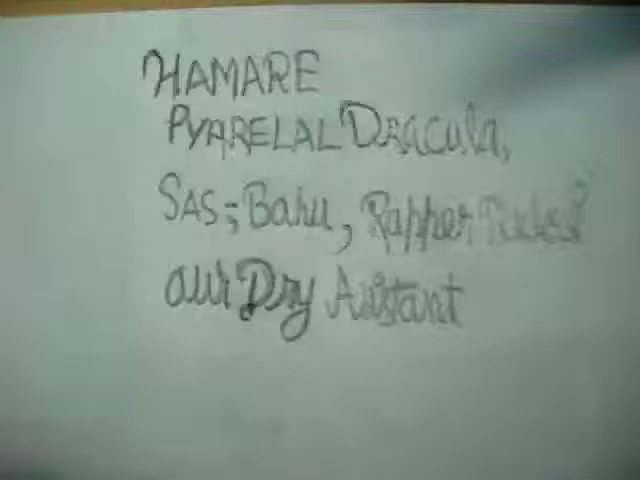 HAMARE
PYARELAL Dracula,
SAS; Bahu, Rapper
aur Dry Asistant